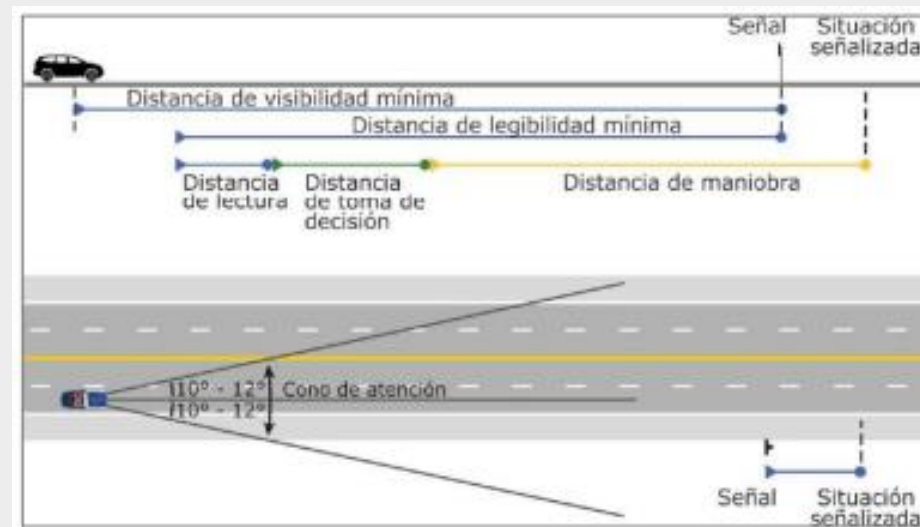 Señal
Situación
señalizada
Distancia de visibilidad mínima
Distancia de legibilidad mínima
Distancia
de lectura
Distancia
de toma de
decisión
Distancia de maniobra
10° - 12°
Cono de atención
10° - 12°
Señal
Situación
señalizada